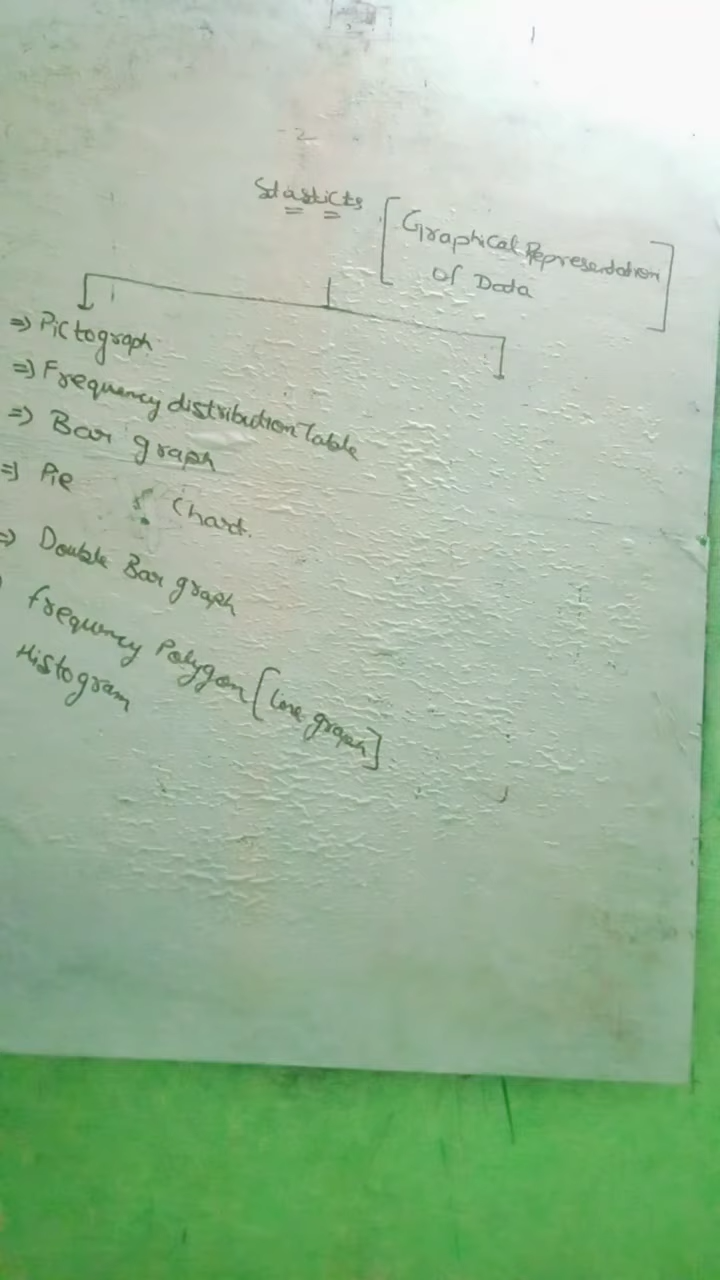 Stasticts [Graphical Representation
of Data]
=> Pictograph
=> Frequency distribution Table
=> Bar graph
=> Pie Chart.
=> Double Bar graph
Frequency Polygon [line graph]
Histogram